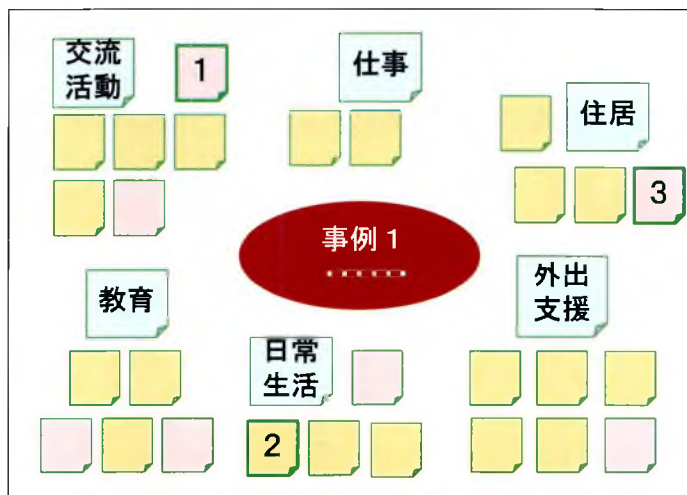 交流
活動
1
仕事
住居
3
事例 1
……
教育
日常
生活
2
外出
支援